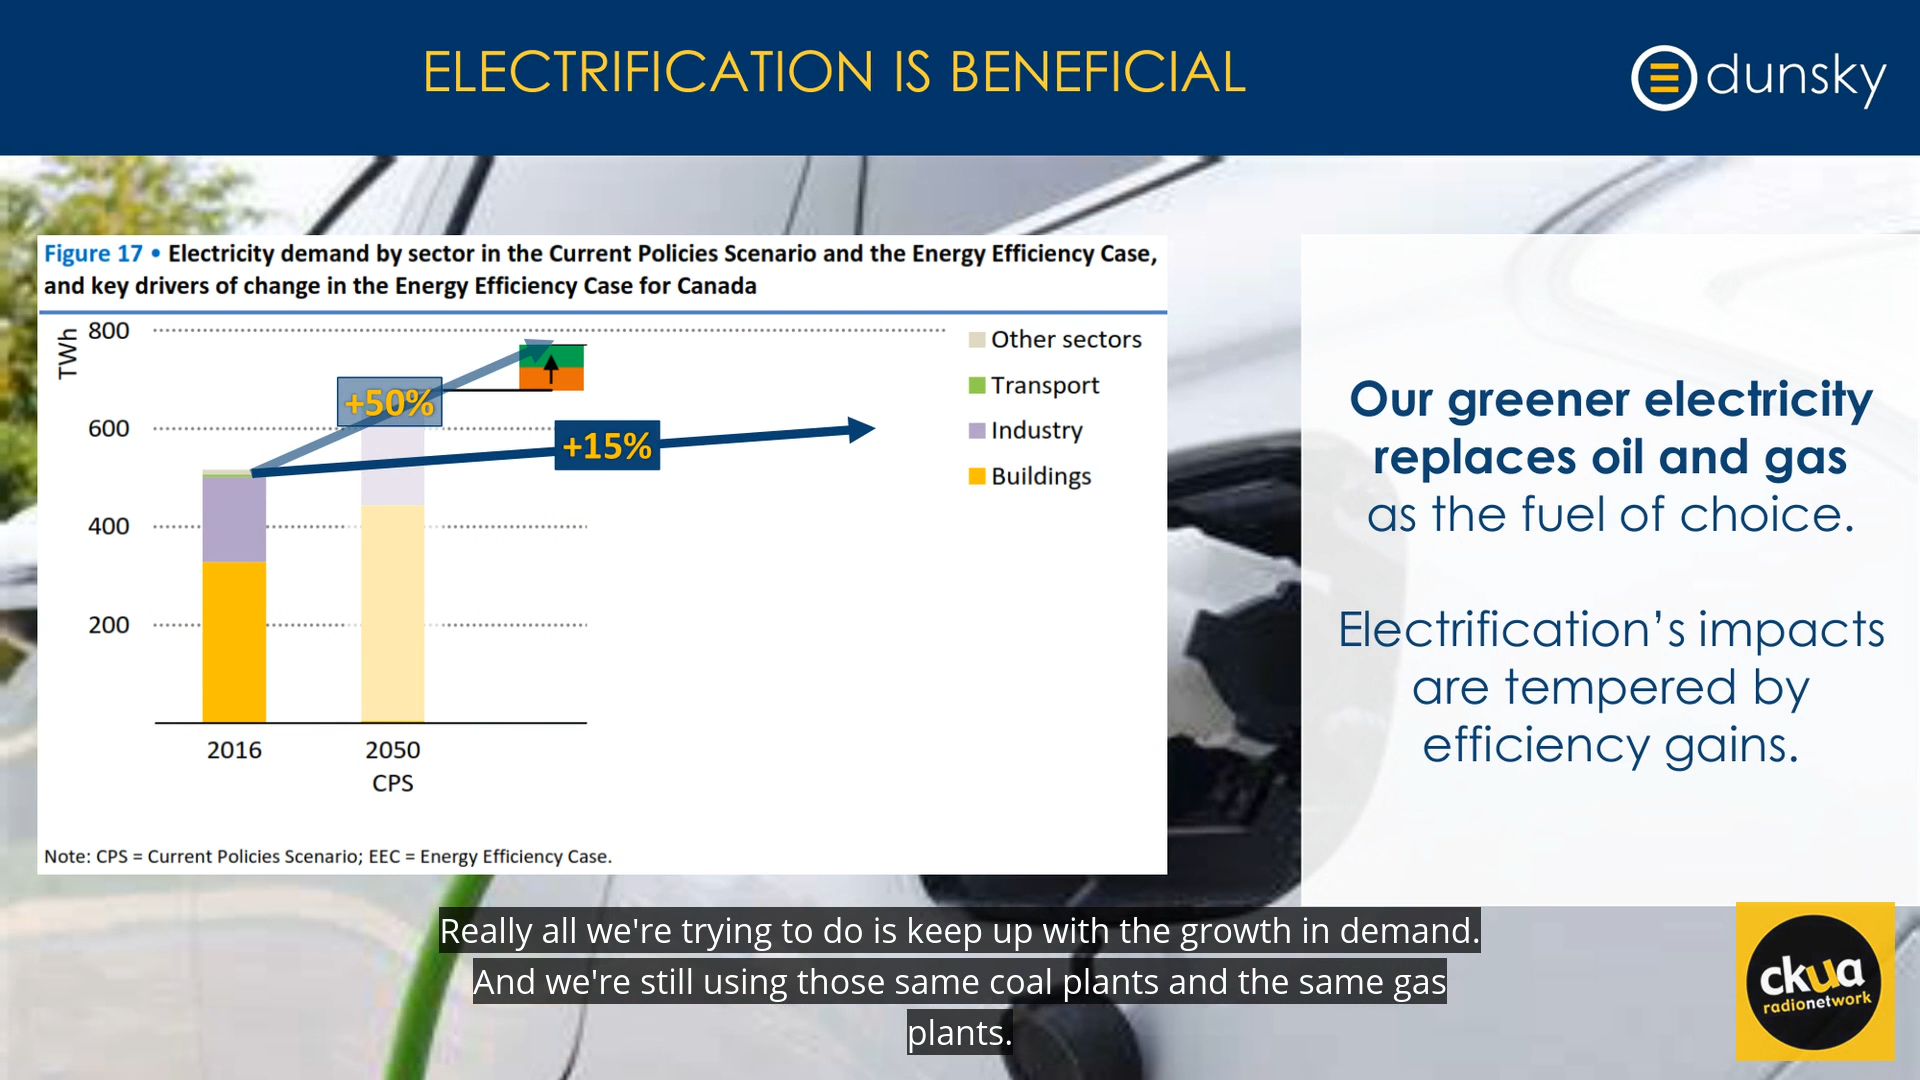 ELECTRIFICATION IS BENEFICIAL
dunsky
Figure 17 • Electricity demand by sector in the Current Policies Scenario and the Energy Efficiency Case,
and key drivers of change in the Energy Efficiency Case for Canada
TWh
800
600
400
200
+50%
+15%
2016
2050
CPS
Other sectors
Transport
Industry
Buildings
Note: CPS = Current Policies Scenario; EEC = Energy Efficiency Case.
Our greener electricity
replaces oil and gas
as the fuel of choice.
Electrification’s impacts
are tempered by
efficiency gains.
Really all we're trying to do is keep up with the growth in demand.
And we're still using those same coal plants and the same gas
plants.
ckua
radionetwork